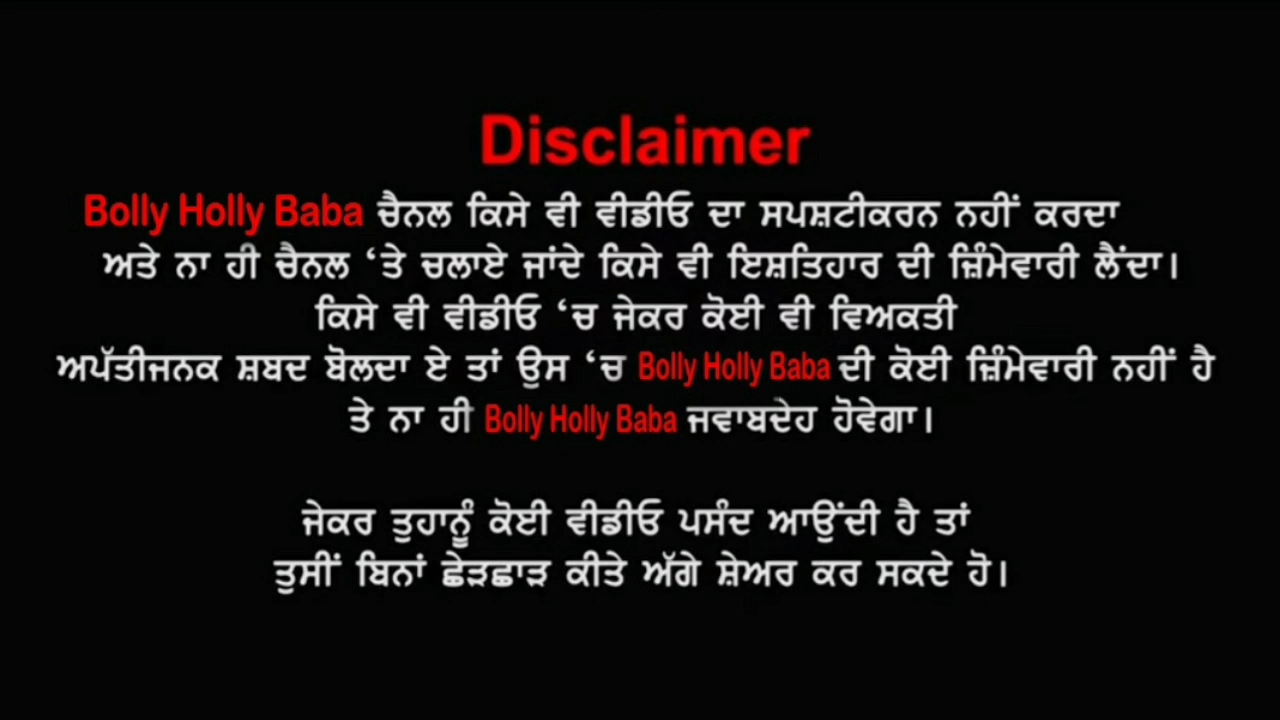 Disclaimer
Bolly Holly Baba ਚੈਨਲ ਕਿਸੇ ਵੀ ਵੀਡੀਓ ਦਾ ਸਪਸ਼ਟੀਕਰਨ ਨਹੀਂ ਕਰਦਾ
ਅਤੇ ਨਾ ਹੀ ਚੈਨਲ ‘ਤੇ ਚਲਾਏ ਜਾਂਦੇ ਕਿਸੇ ਵੀ ਇਸ਼ਤਿਹਾਰ ਦੀ ਜ਼ਿੰਮੇਵਾਰੀ ਲੈਂਦਾ।
ਕਿਸੇ ਵੀ ਵੀਡੀਓ ‘ਚ ਜੇਕਰ ਕੋਈ ਵੀ ਵਿਅਕਤੀ
ਅਪੱਤੀਜਨਕ ਸ਼ਬਦ ਬੋਲਦਾ ਏ ਤਾਂ ਉਸ ‘ਚ Bolly Holly Baba ਦੀ ਕੋਈ ਜ਼ਿੰਮੇਵਾਰੀ ਨਹੀਂ ਹੈ
ਤੇ ਨਾ ਹੀ Bolly Holly Baba ਜਵਾਬਦੇਹ ਹੋਵੇਗਾ।
ਜੇਕਰ ਤੁਹਾਨੂੰ ਕੋਈ ਵੀਡੀਓ ਪਸੰਦ ਆਉਂਦੀ ਹੈ ਤਾਂ
ਤੁਸੀਂ ਬਿਨਾਂ ਛੇੜਛਾੜ ਕੀਤੇ ਅੱਗੇ ਸ਼ੇਅਰ ਕਰ ਸਕਦੇ ਹੋ।